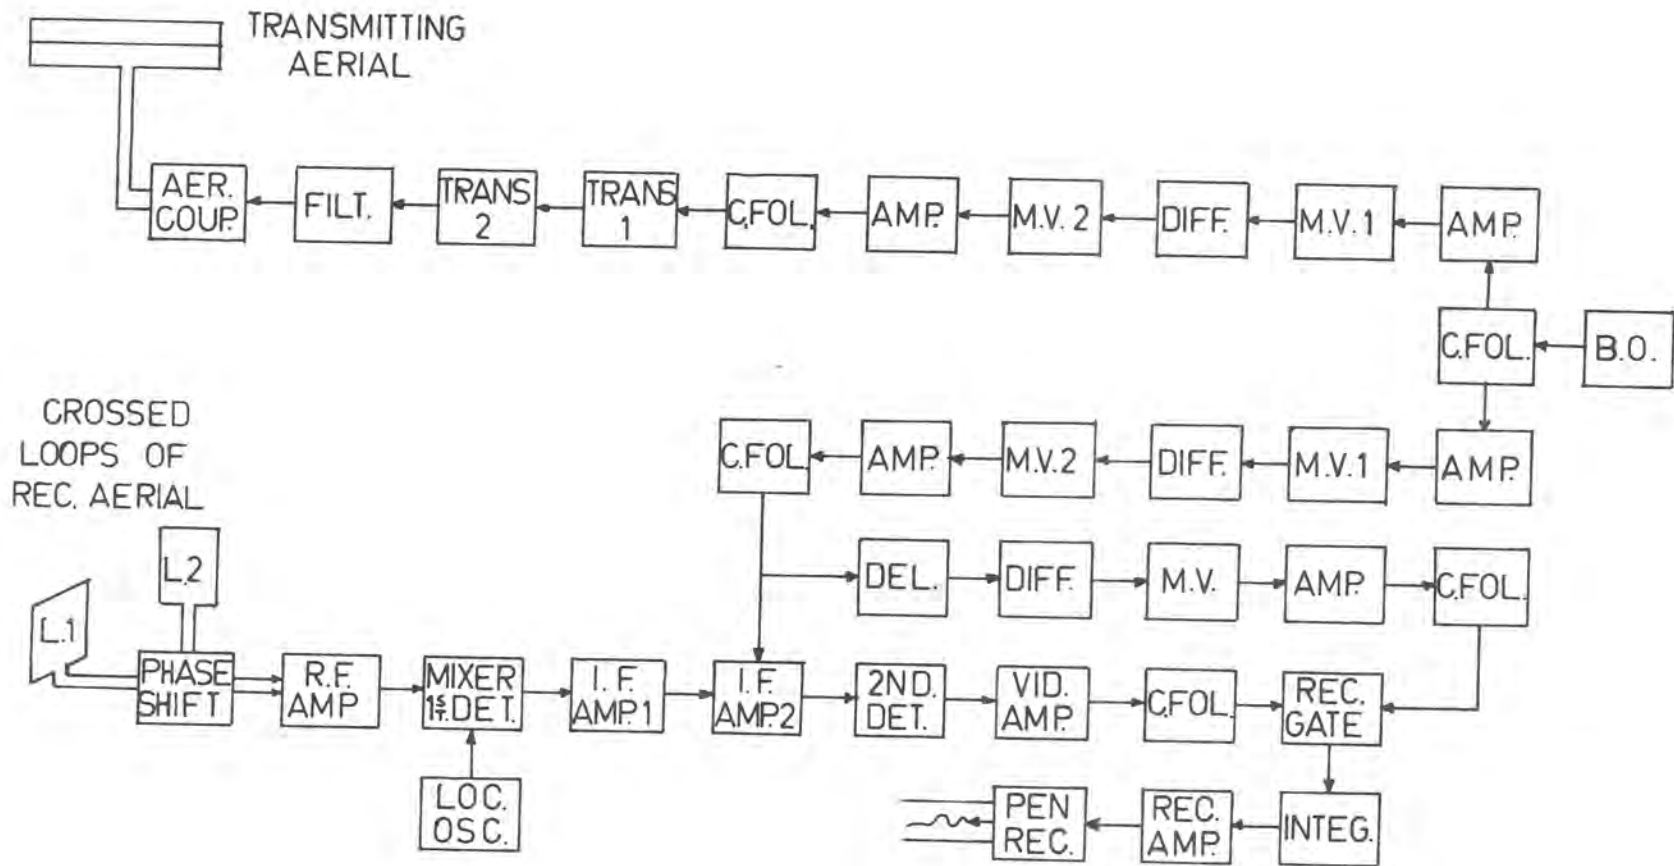 TRANSMITTING
AERIAL
AER.
COUP.
FILT.
TRANS
2
TRANS
1
C.FOL.
AMP.
M.V.2
DIFF.
M.V.1
AMP.
C.FOL.
B.O.
CROSSED
LOOPS OF
REC. AERIAL
C.FOL.
AMP.
M.V.2
DIFF.
M.V.1
AMP.
DEL.
DIFF.
M.V.
AMP.
C.FOL.
L.2
L.1
PHASE
SHIFT.
R.F.
AMP.
MIXER
1ST. DET.
I.F.
AMP.1
I.F.
AMP.2
2ND.
DET.
VID.
AMP.
C.FOL.
REC.
GATE
LOC.
OSC.
PEN
REC.
REC.
AMP.
INTEG.